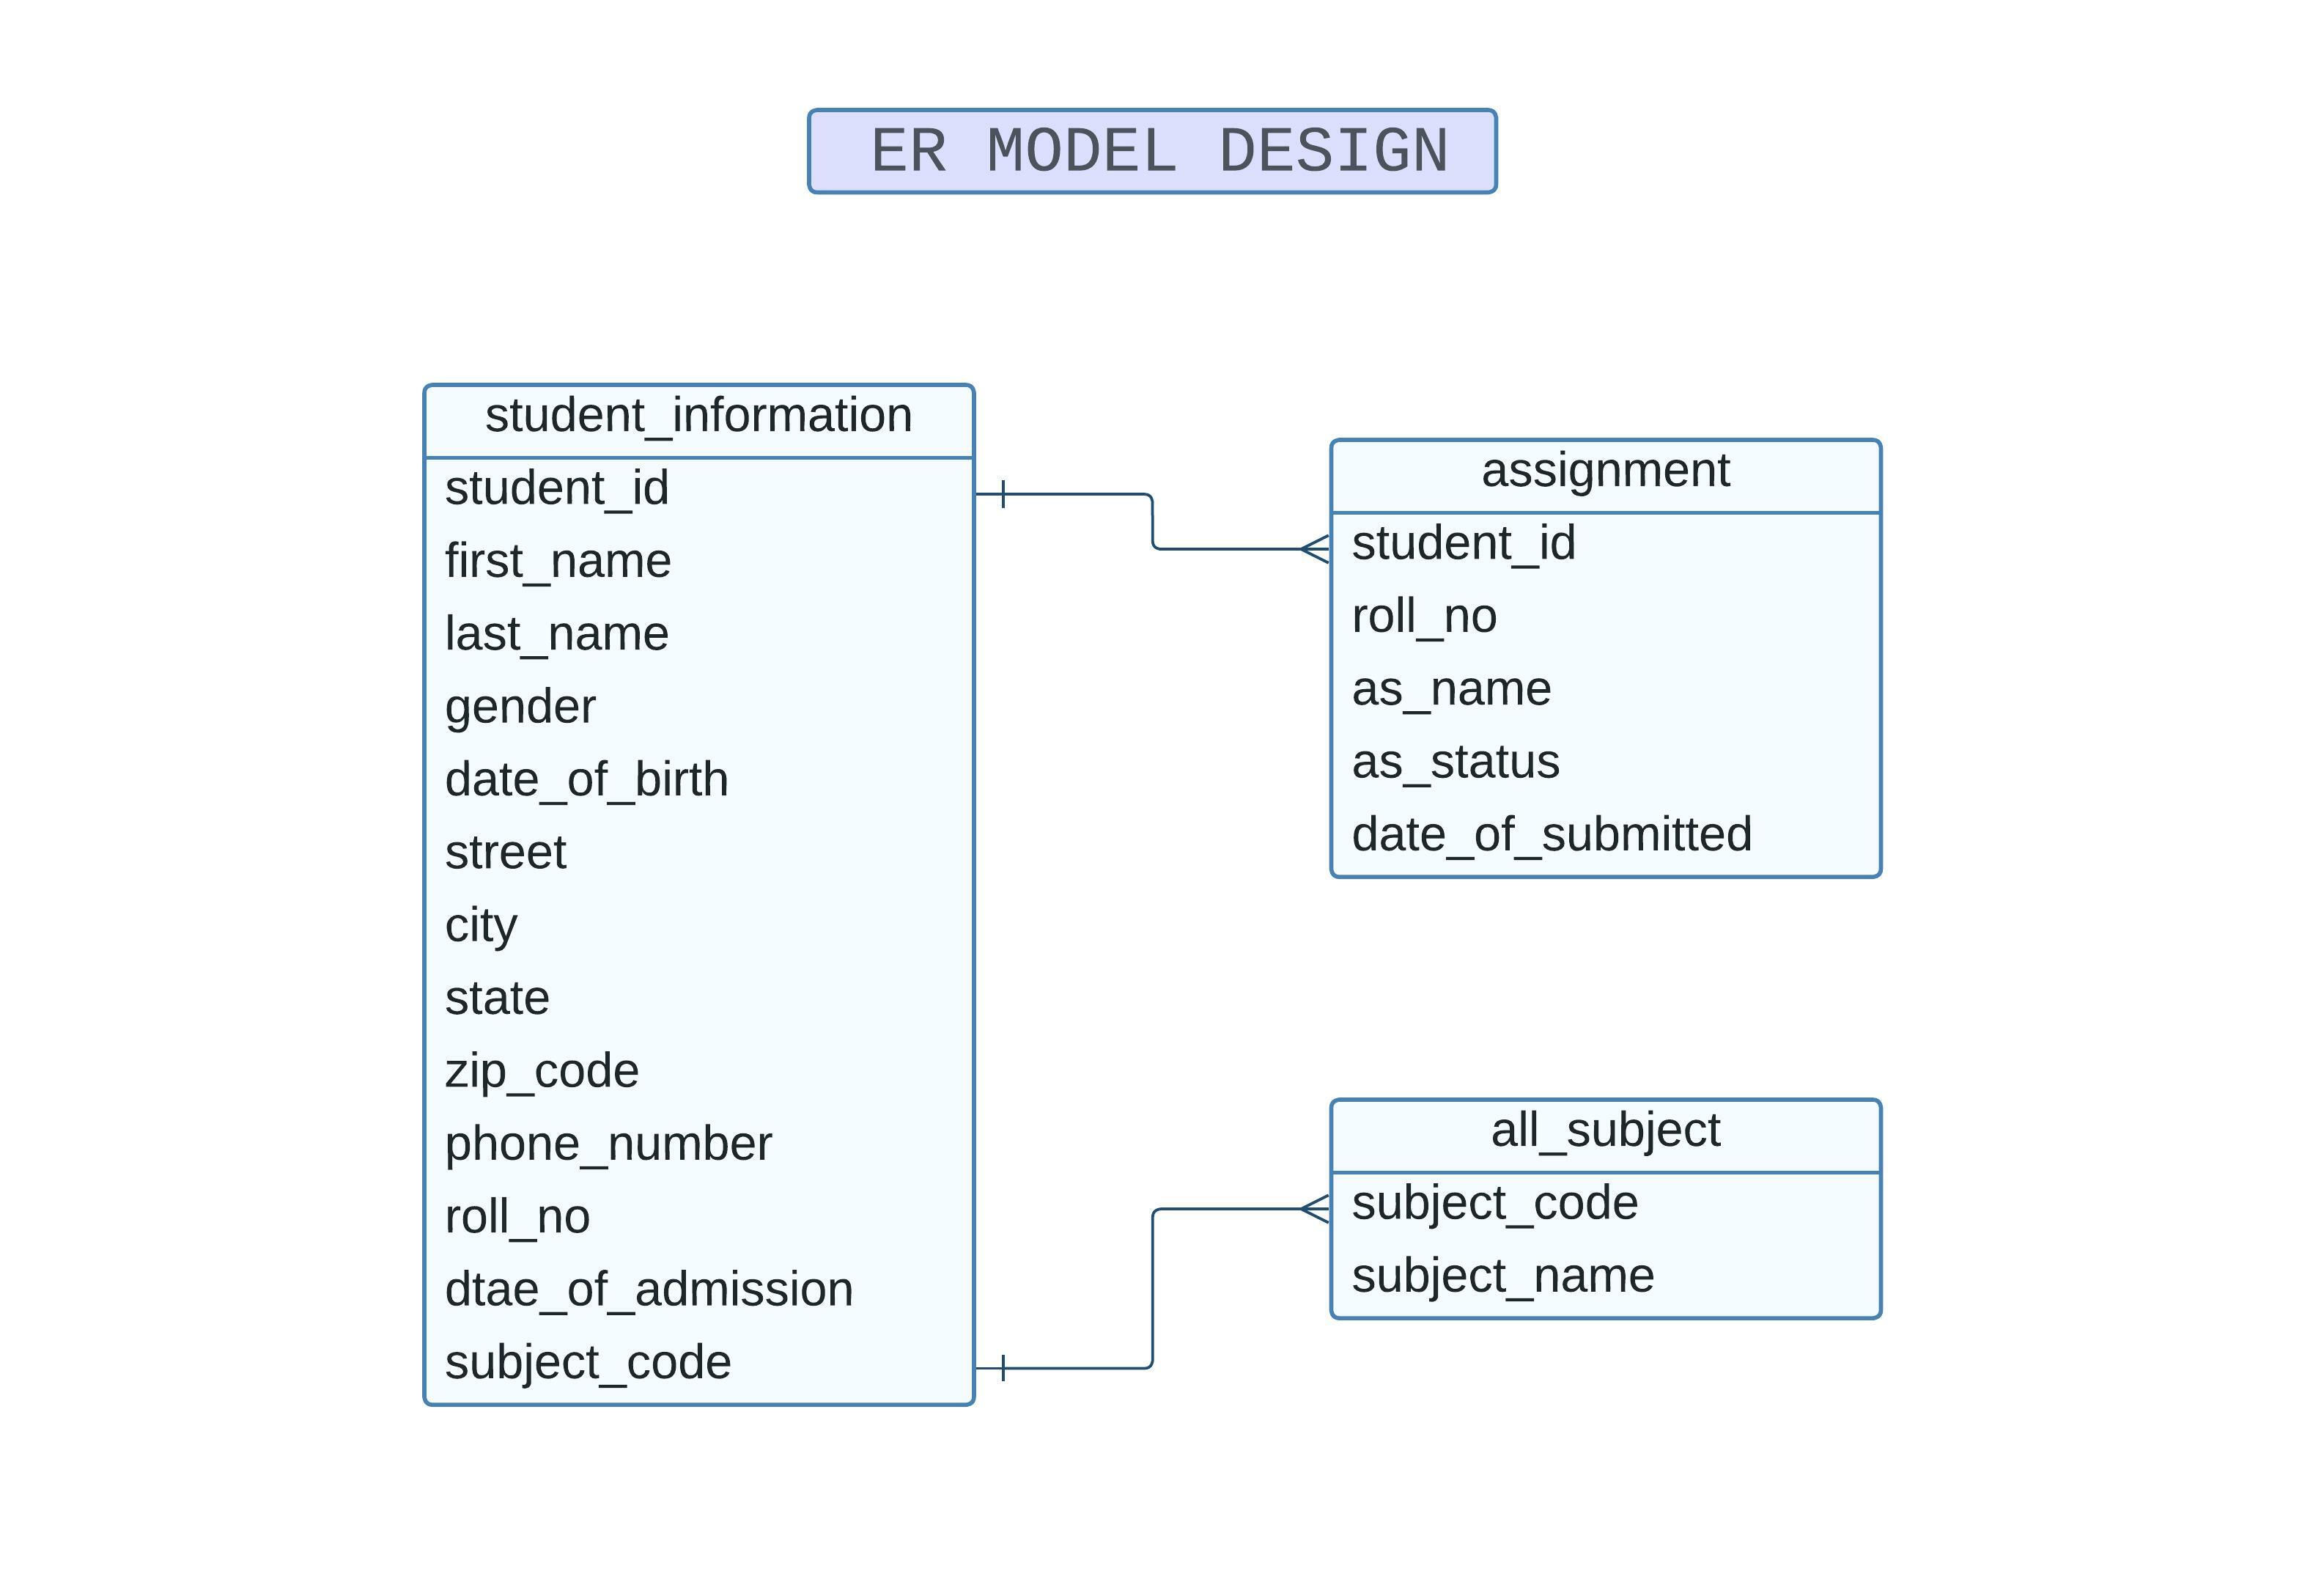 ER MODEL DESIGN
student_information
student_id
first_name
last_name
gender
date_of_birth
street
city
state
zip_code
phone_number
roll_no
dtae_of_admission
subject_code
assignment
student_id
roll_no
as_name
as_status
date_of_submitted
all_subject
subject_code
subject_name